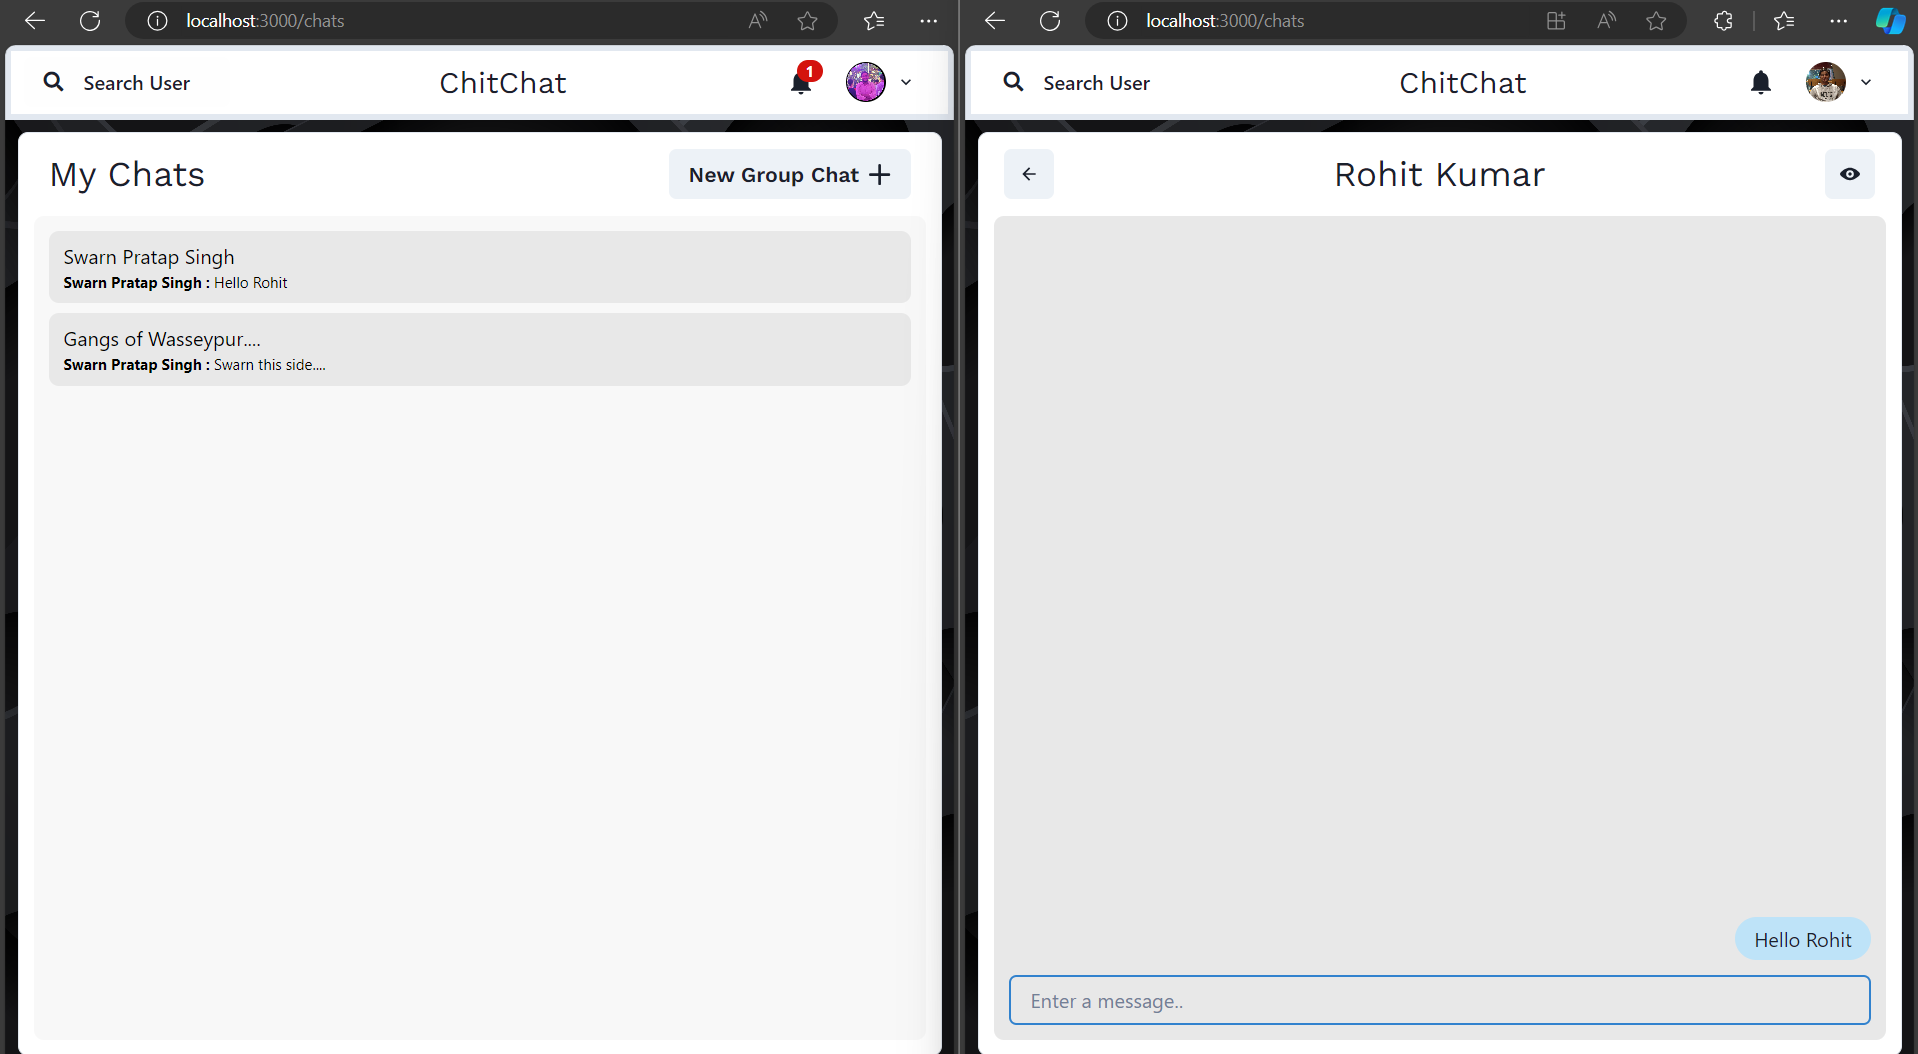 localhost:3000/chats
Search User
ChitChat
1
My Chats
New Group Chat
Swarn Pratap Singh
Swarn Pratap Singh : Hello Rohit
Gangs of Wasseypur....
Swarn Pratap Singh : Swarn this side....
localhost:3000/chats
Search User
ChitChat
Rohit Kumar
Hello Rohit
Enter a message..